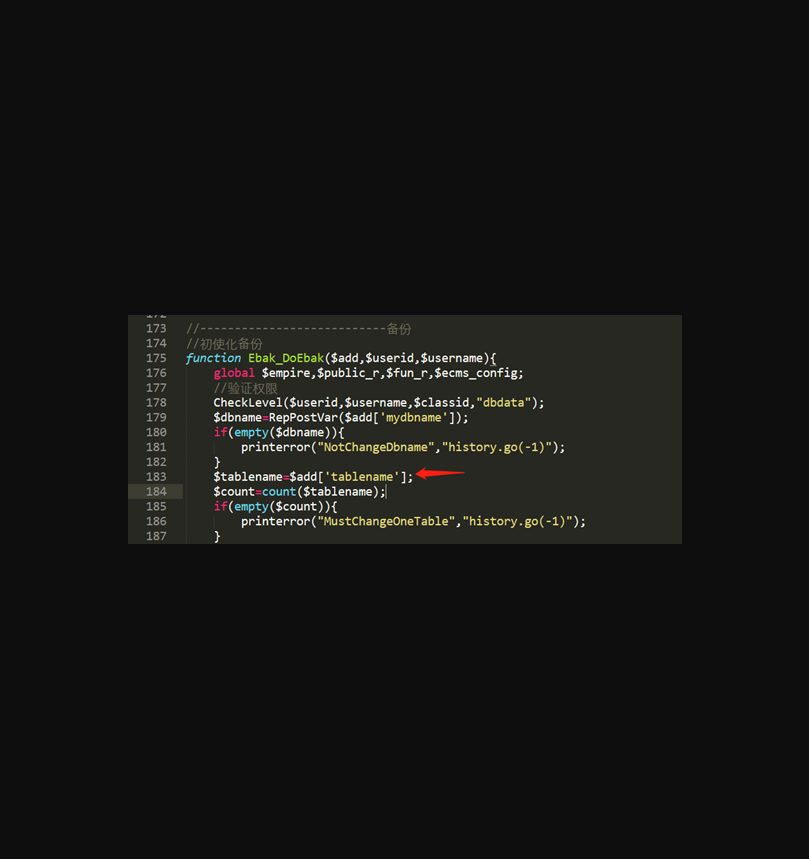 173 //---------------------------备份
174 //初使化备份
175 function Ebak_DoEbak($add,$userid,$username){
176 global $empire,$public_r,$fun_r,$ecms_config;
177 //验证权限
178 CheckLevel($userid,$username,$classid,"dbdata");
179 $dbname=RepPostVar($add['mydbname']);
180 if(empty($dbname)){
181 printerror("NotChangeDbname","history.go(-1)");
182 }
183 $tablename=$add['tablename'];
184 $count=count($tablename);
185 if(empty($count)){
186 printerror("MustChangeOneTable","history.go(-1)");
187 }